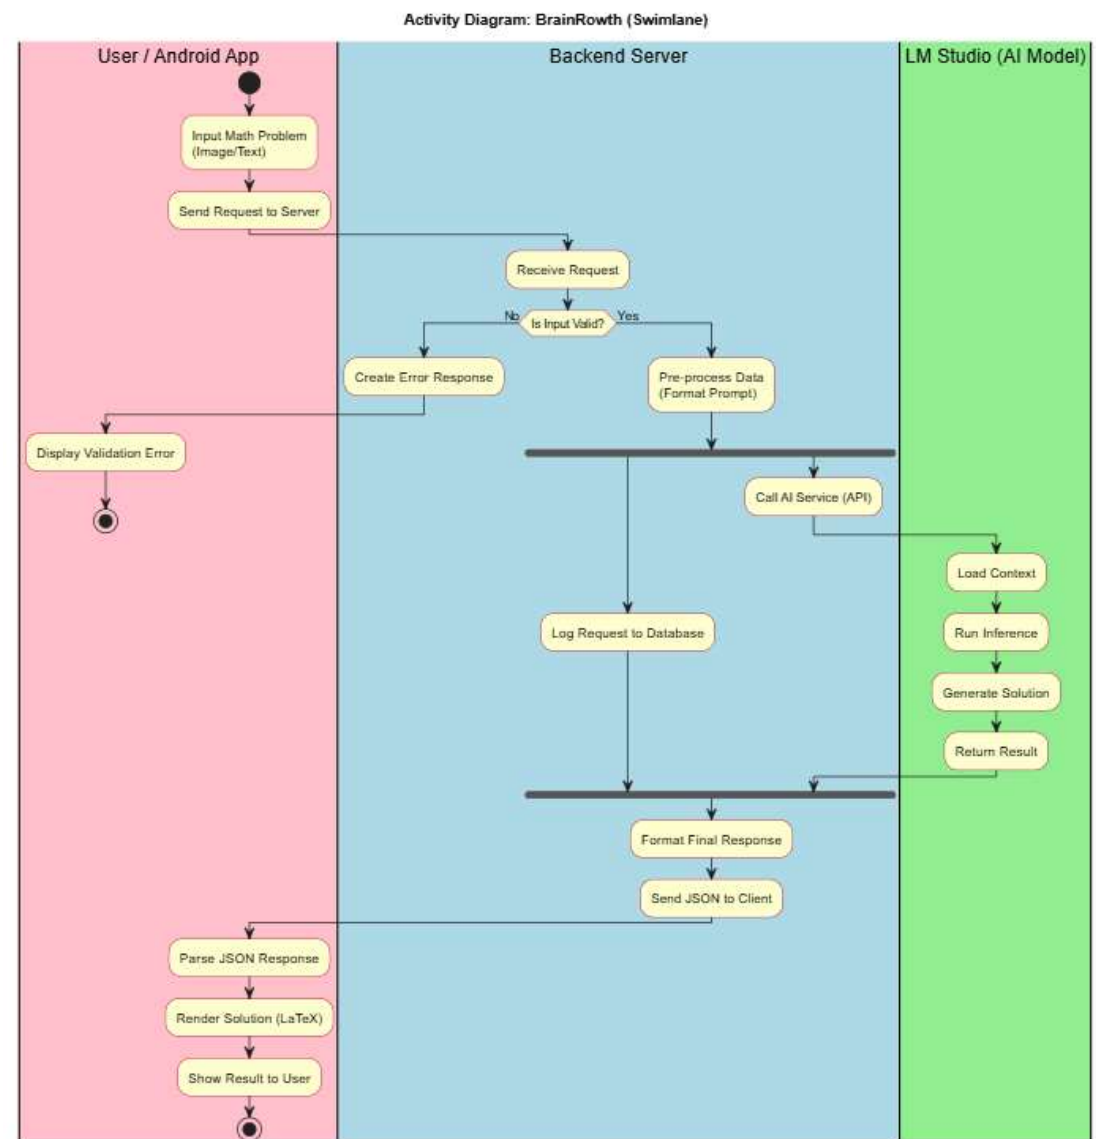 Activity Diagram: BrainRowth (Swimlane)
User / Android App
Backend Server
LM Studio (AI Model)
Input Math Problem
(Image/Text)
Send Request to Server
Receive Request
No
Is Input Valid?
Yes
Create Error Response
Pre-process Data
(Format Prompt)
Display Validation Error
Call AI Service (API)
Load Context
Log Request to Database
Run Inference
Generate Solution
Return Result
Format Final Response
Send JSON to Client
Parse JSON Response
Render Solution (LaTeX)
Show Result to User